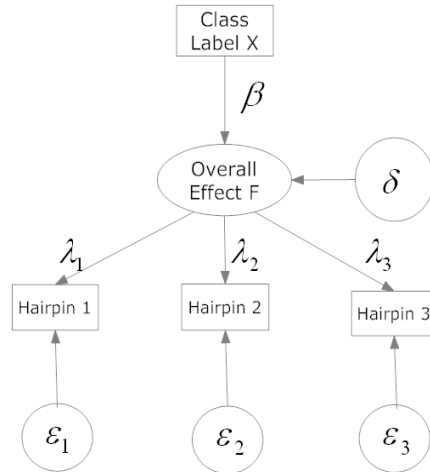 Class
Label X
β
Overall
Effect F
δ
λ₁
λ₂
λ₃
Hairpin 1
Hairpin 2
Hairpin 3
ε₁
ε₂
ε₃